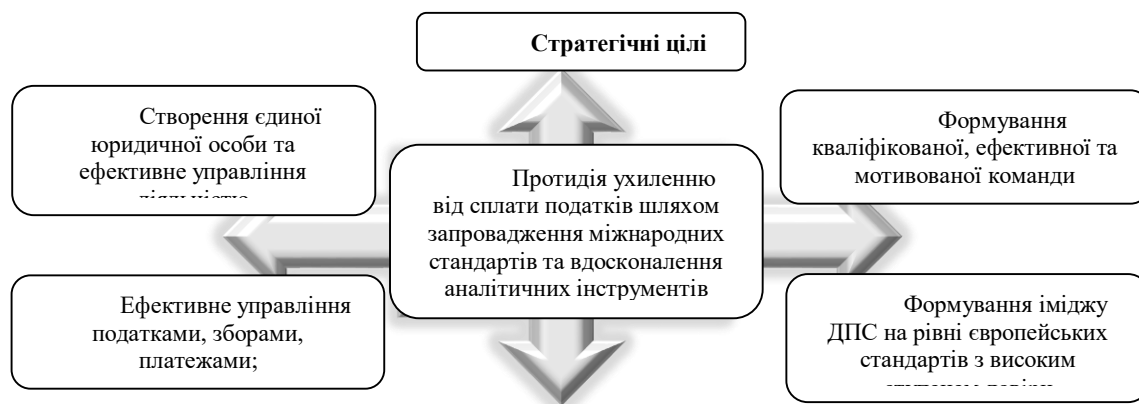 Стратегічні цілі
Створення єдиної
юридичної особи та
ефективне управління
діяльністю
Формування
кваліфікованої, ефективної та
мотивованої команди
Протидія ухиленню
від сплати податків шляхом
запровадження міжнародних
стандартів та вдосконалення
аналітичних інструментів
Ефективне управління
податками, зборами,
платежами;
Формування іміджу
ДПС на рівні європейських
стандартів з високим